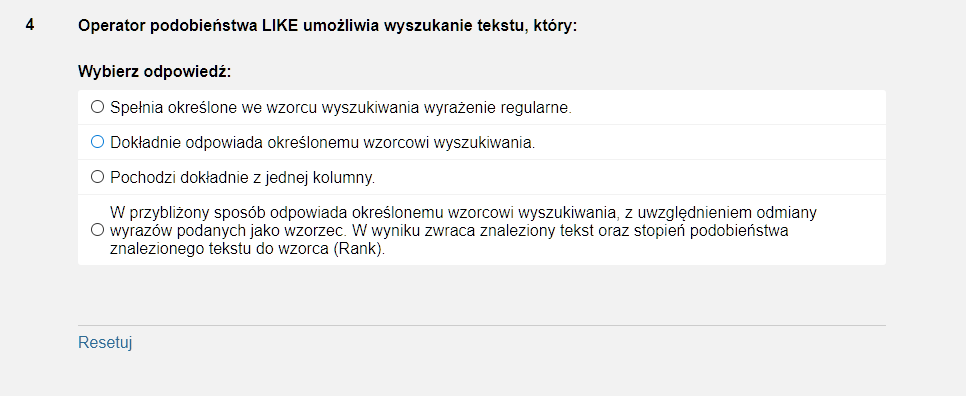 4 Operator podobieństwa LIKE umożliwia wyszukanie tekstu, który:
Wybierz odpowiedź:
Spełnia określone we wzorcu wyszukiwania wyrażenie regularne.
Dokładnie odpowiada określonemu wzorcowi wyszukiwania.
Pochodzi dokładnie z jednej kolumny.
W przybliżony sposób odpowiada określonemu wzorcowi wyszukiwania, z uwzględnieniem odmiany
wyrazów podanych jako wzorzec. W wyniku zwraca znaleziony tekst oraz stopień podobieństwa
znalezionego tekstu do wzorca (Rank).
Resetuj